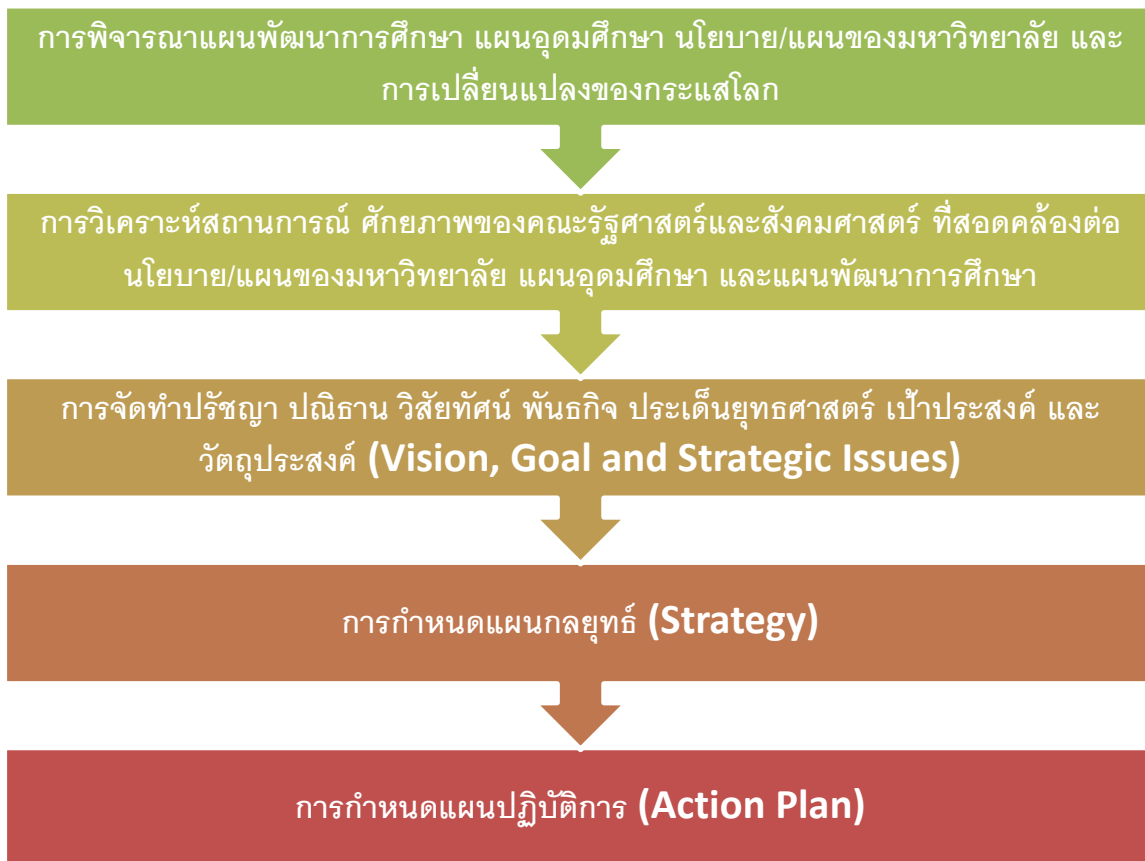 การพิจารณาแผนพัฒนาการศึกษา แผนอุดมศึกษา นโยบาย/แผนของมหาวิทยาลัย และ
การเปลี่ยนแปลงของกระแสโลก
การวิเคราะห์สถานการณ์ ศักยภาพของคณะรัฐศาสตร์และสังคมศาสตร์ ที่สอดคล้องต่อ
นโยบาย/แผนของมหาวิทยาลัย แผนอุดมศึกษา และแผนพัฒนาการศึกษา
การจัดทำปรัชญา ปณิธาน วิสัยทัศน์ พันธกิจ ประเด็นยุทธศาสตร์ เป้าประสงค์ และ
วัตถุประสงค์ (Vision, Goal and Strategic Issues)
การกำหนดแผนกลยุทธ์ (Strategy)
การกำหนดแผนปฏิบัติการ (Action Plan)